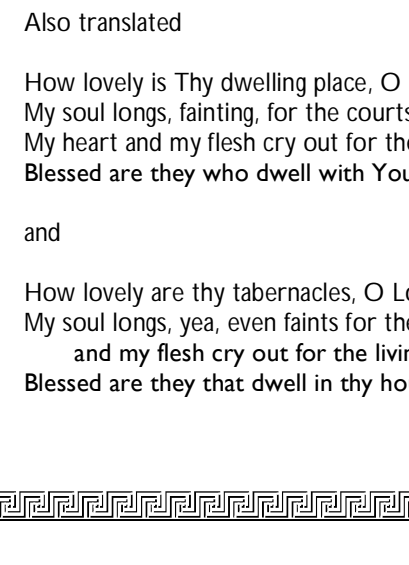 Also translated
How lovely is Thy dwelling place, O
My soul longs, fainting, for the courts
My heart and my flesh cry out for the
Blessed are they who dwell with You
and
How lovely are thy tabernacles, O Lo
My soul longs, yea, even faints for the
and my flesh cry out for the livin
Blessed are they that dwell in thy hou